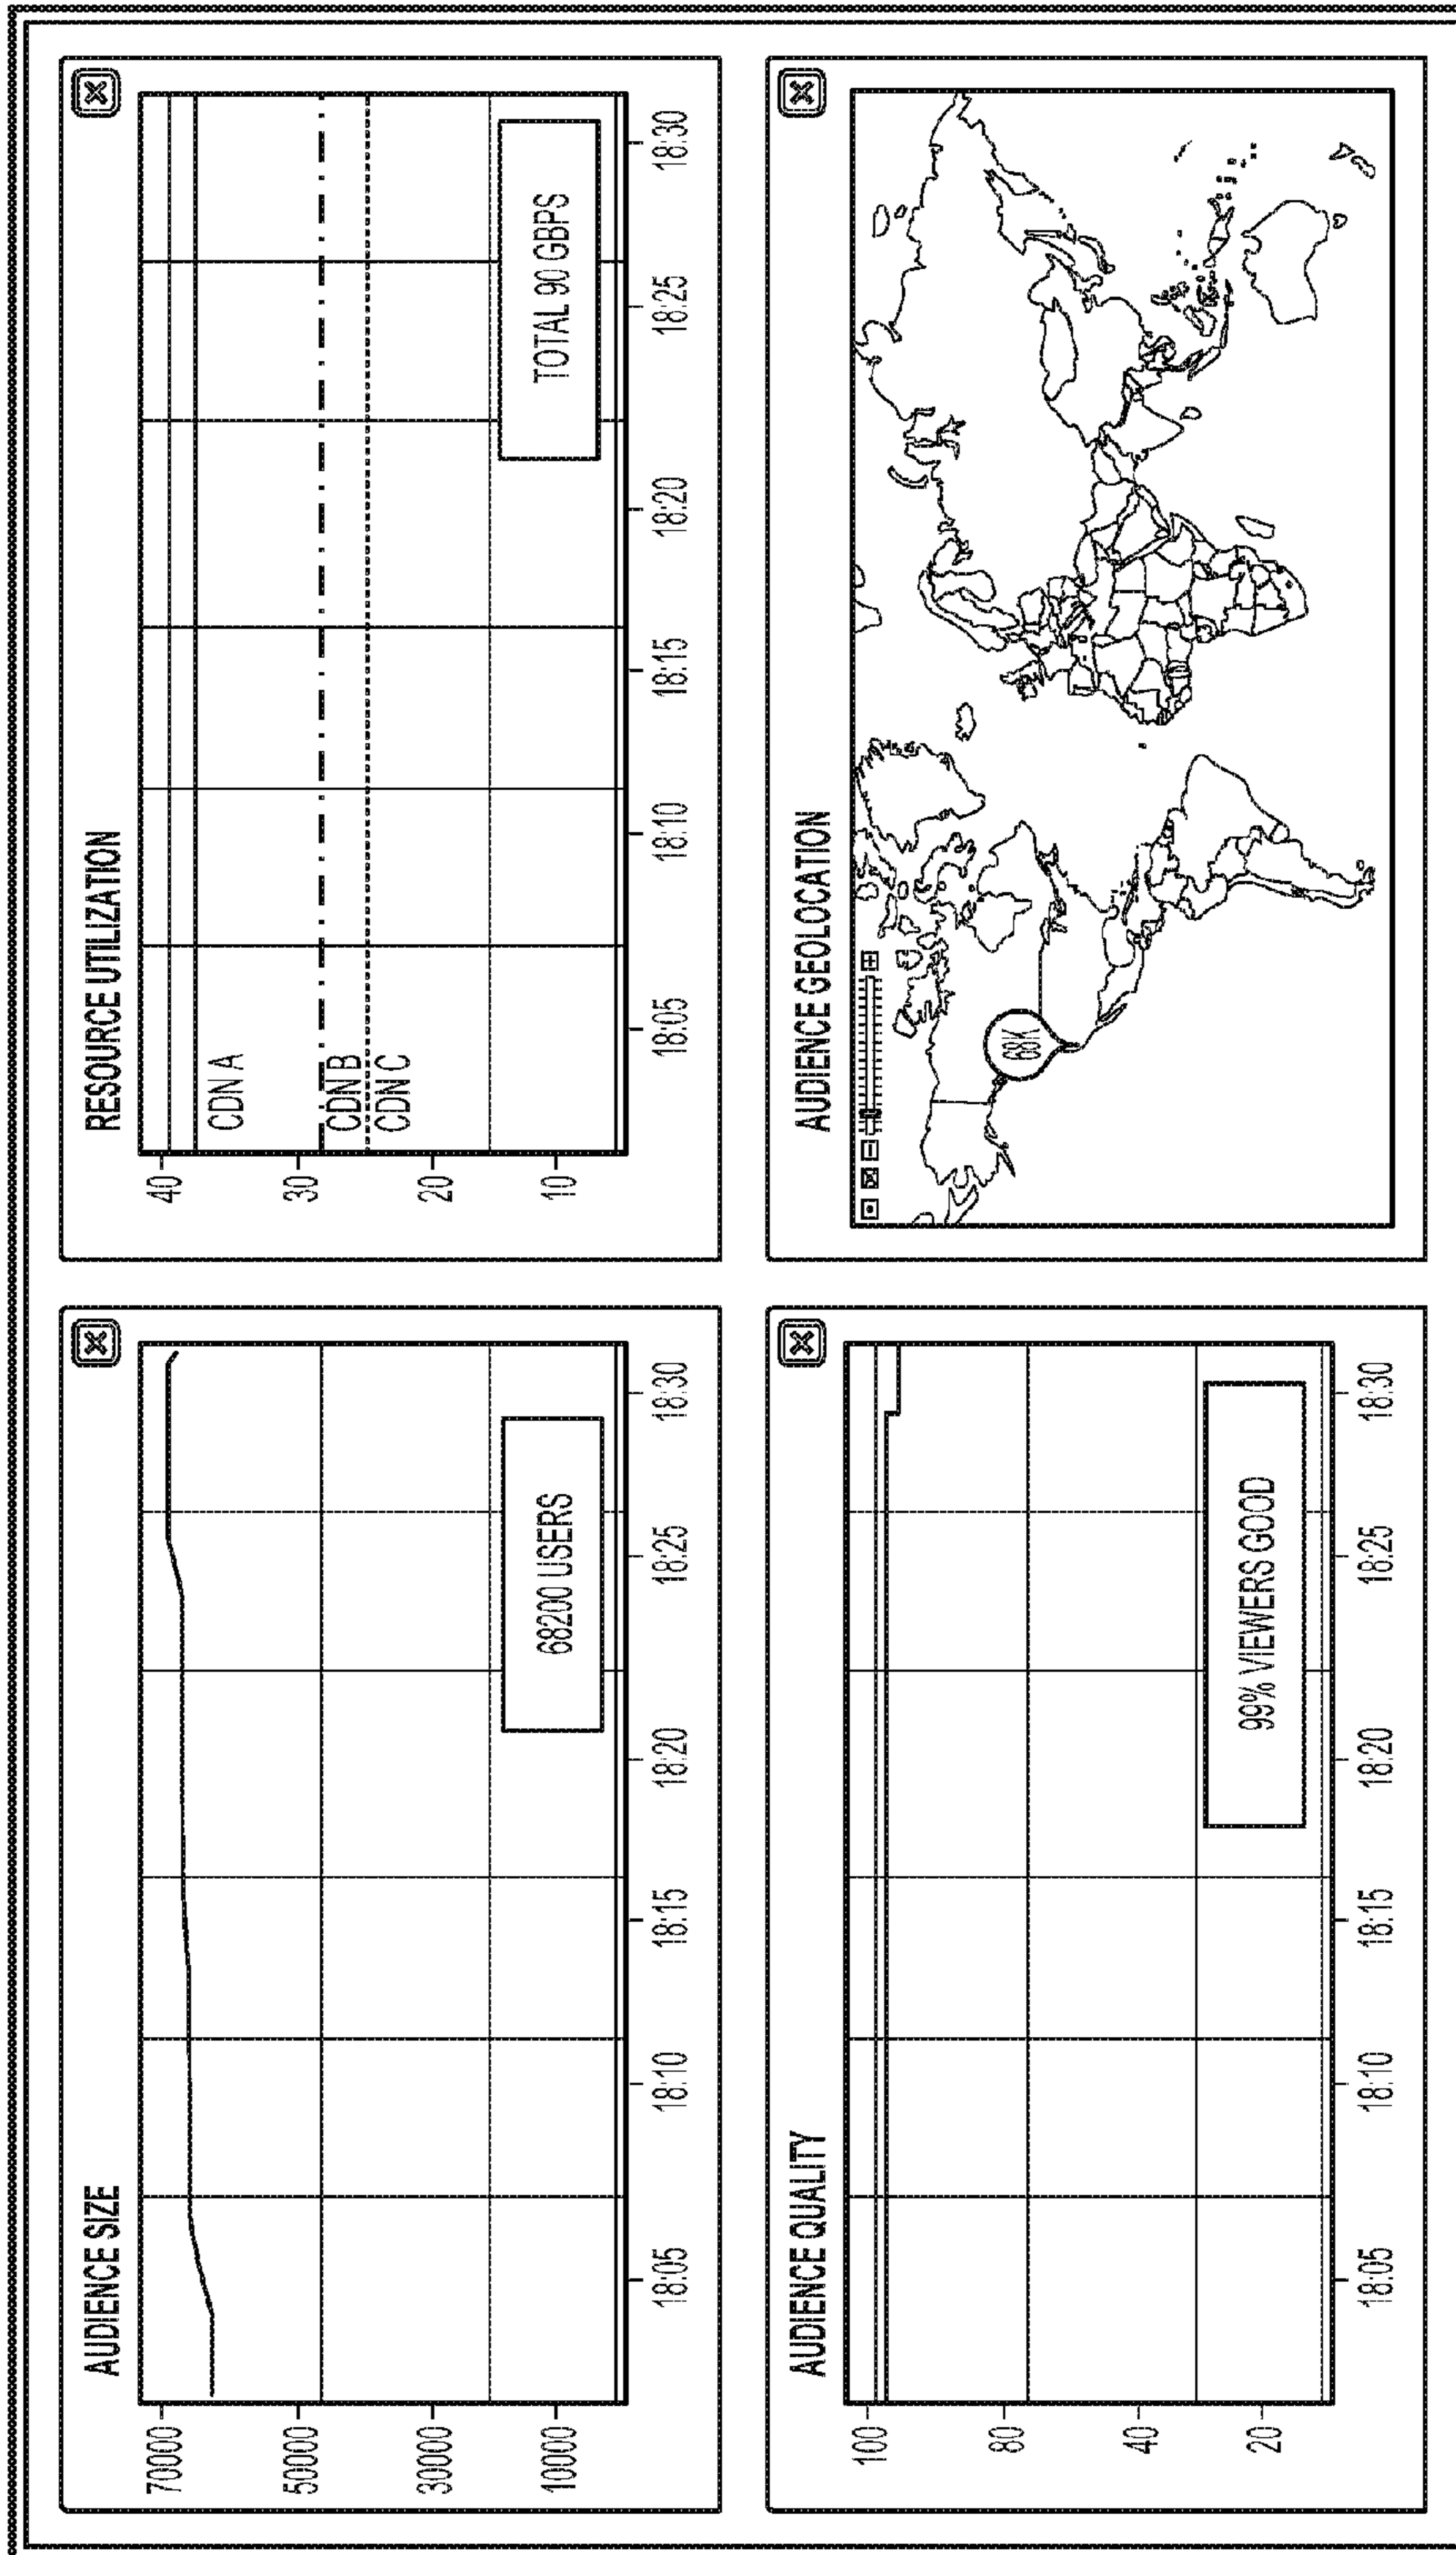 AUDIENCE SIZE
70000
50000
30000
10000
68200 USERS
18:05 18:10 18:15 18:20 18:25 18:30
RESOURCE UTILIZATION
40
30
20
10
CDN A
CDN B
CDN C
TOTAL 90 GBPS
18:05 18:10 18:15 18:20 18:25 18:30
AUDIENCE QUALITY
100
80
40
20
99% VIEWERS GOOD
18:05 18:10 18:15 18:20 18:25 18:30
AUDIENCE GEOLOCATION
68K